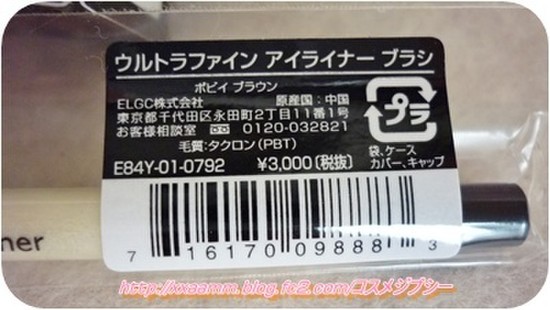 ウルトラファイン アイライナー ブラシ
ボビイ ブラウン
ELGC株式会社 原産国：中国
東京都千代田区永田町2丁目11番1号
お客様相談室 0120-032821
毛質：タクロン(PBT)
E84Y-01-0792 ¥3,000〔税抜〕
プラ
袋、ケース
カバー、キャップ
ner
7 16170 09888 3
http://xxaamm.blog.fc2.com/コスメジプシー